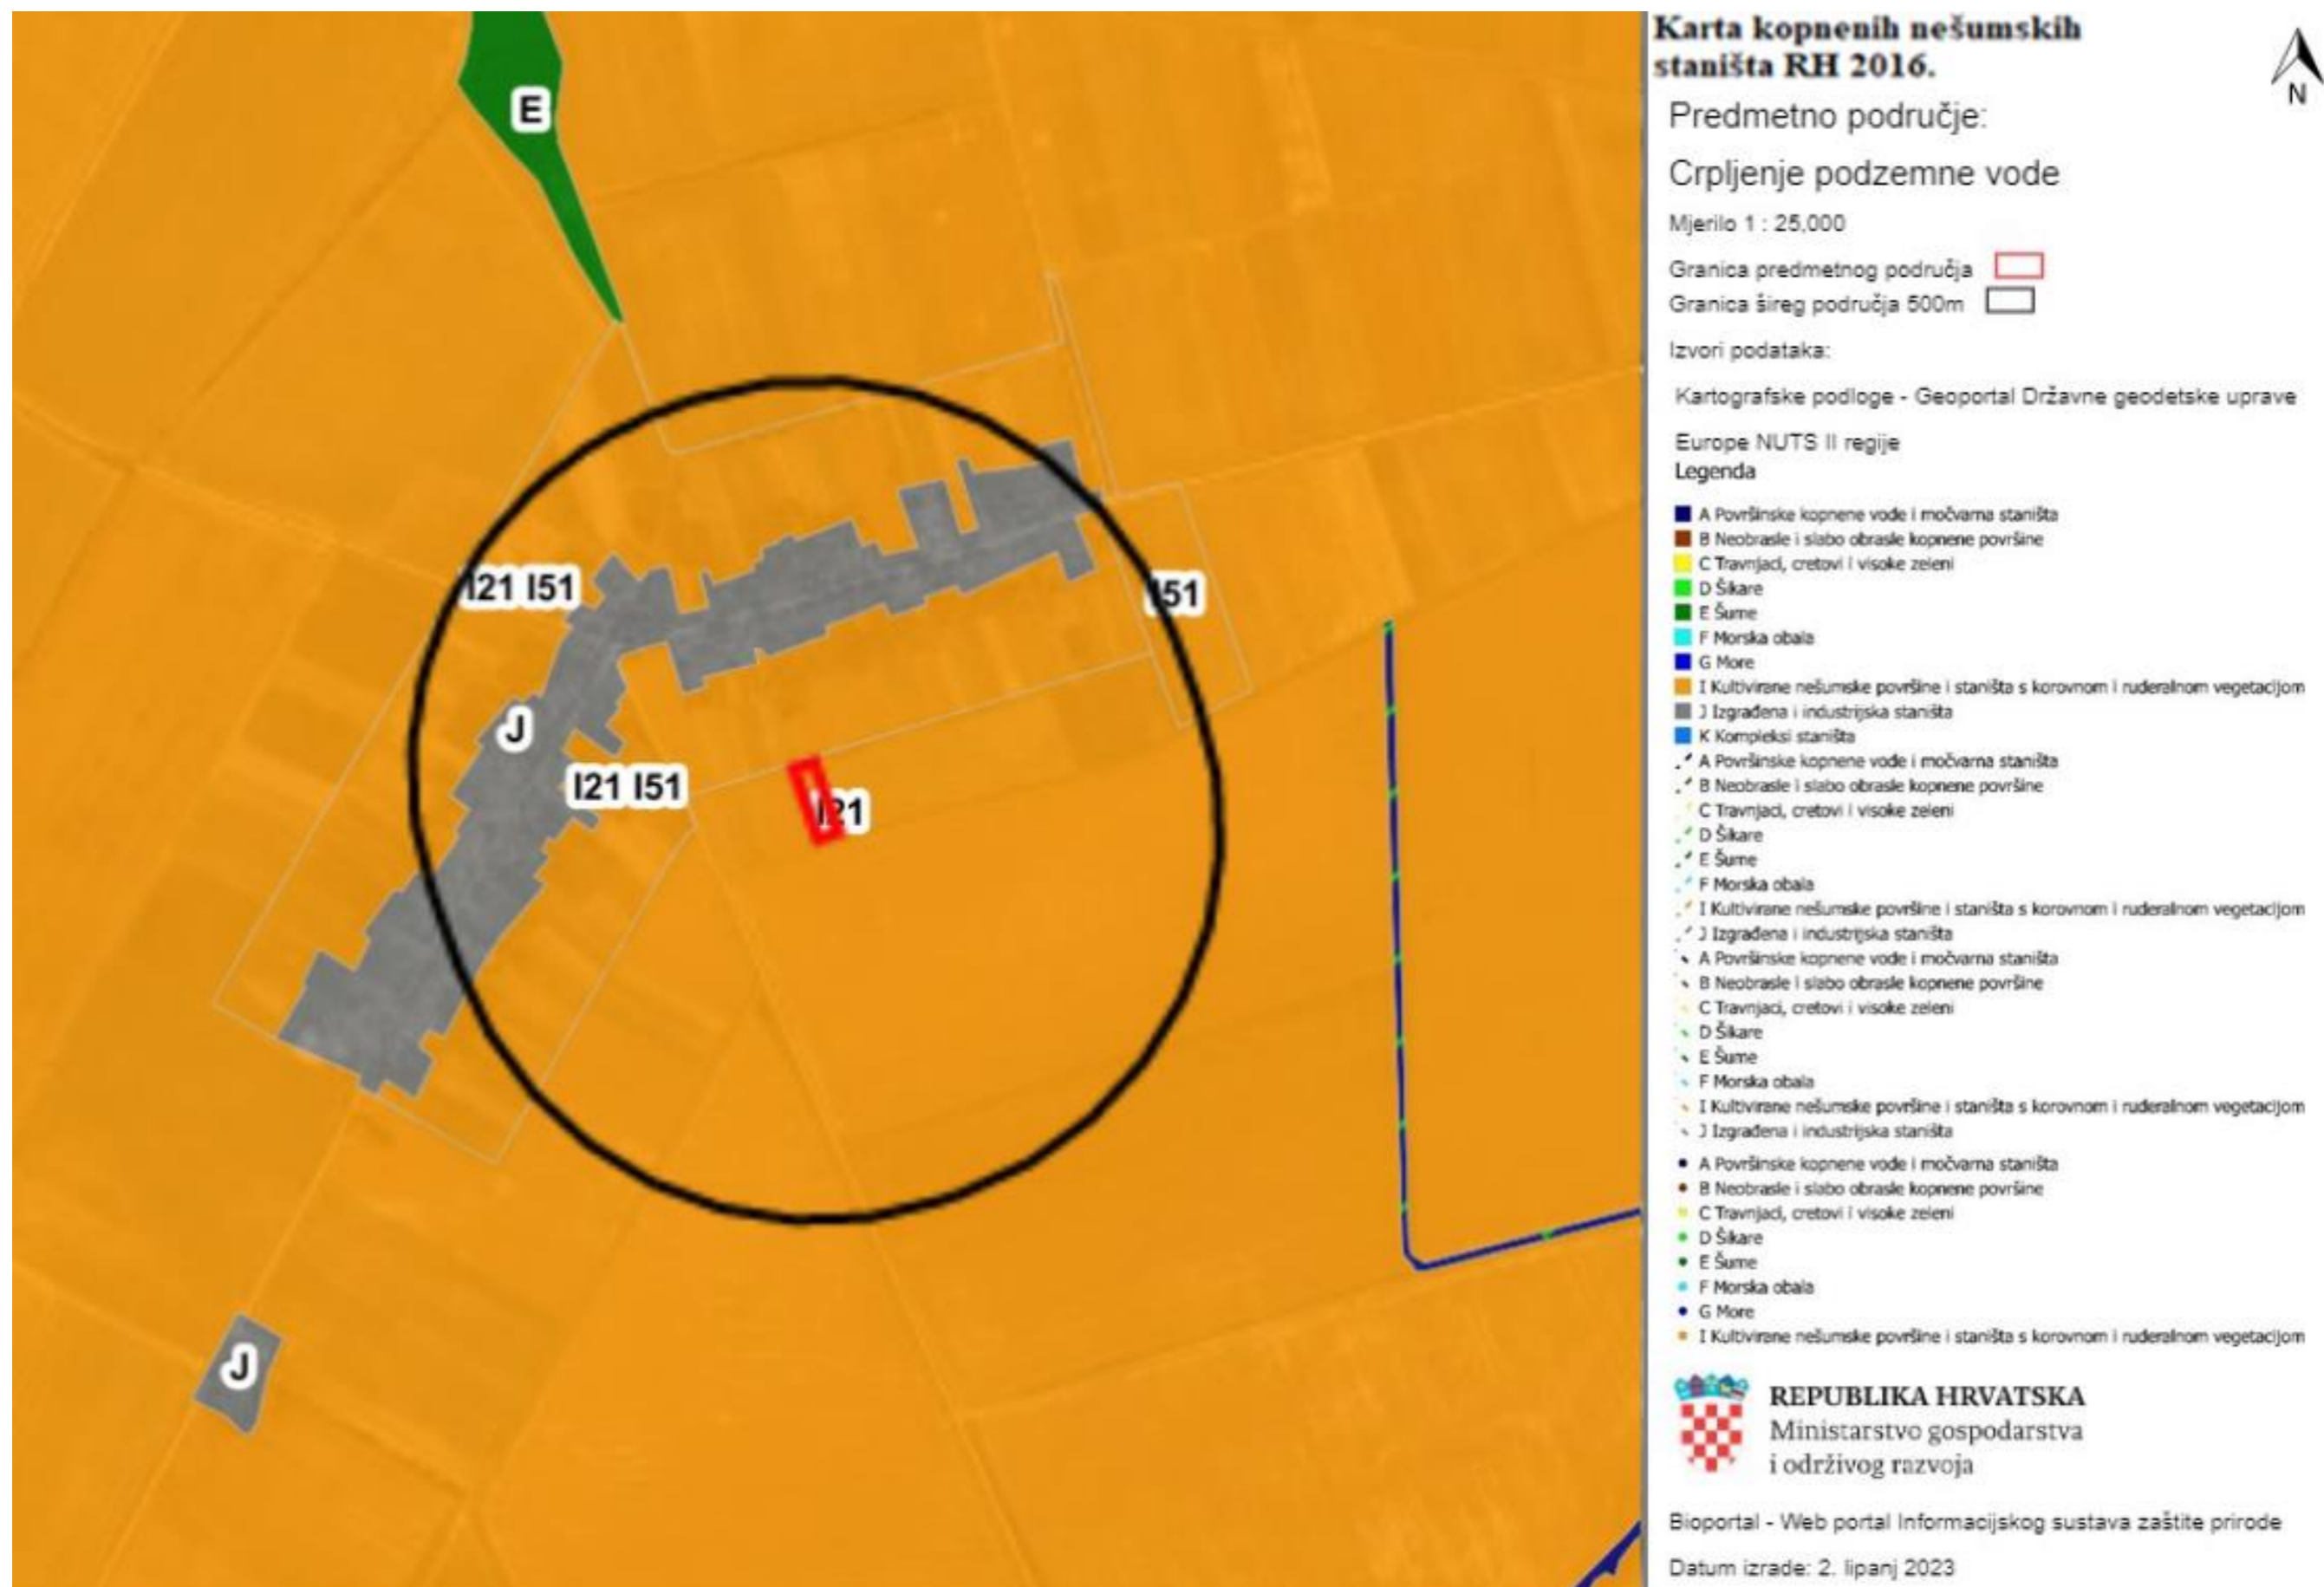 Karta kopnenih nešumskih
staništa RH 2016.
N
Predmetno područje:
Crpljenje podzemne vode
Mjerilo 1 : 25,000
Granica predmetnog područja
Granica šireg područja 500m
Izvori podataka:
Kartografske podloge - Geoportal Državne geodetske uprave
Europe NUTS II regije
Legenda
A Površinske kopnene vode i močvarna staništa
B Neobrasle i slabo obrasle kopnene površine
C Travnjaci, cretovi i visoke zeleni
D Šikare
E Šume
F Morska obala
G More
I Kultivirane nešumske površine i staništa s korovnom i ruderalnom vegetacijom
J Izgrađena i industrijska staništa
K Kompleksi staništa
A Površinske kopnene vode i močvarna staništa
B Neobrasle i slabo obrasle kopnene površine
C Travnjaci, cretovi i visoke zeleni
D Šikare
E Šume
F Morska obala
I Kultivirane nešumske površine i staništa s korovnom i ruderalnom vegetacijom
J Izgrađena i industrijska staništa
A Površinske kopnene vode i močvarna staništa
B Neobrasle i slabo obrasle kopnene površine
C Travnjaci, cretovi i visoke zeleni
D Šikare
E Šume
F Morska obala
I Kultivirane nešumske površine i staništa s korovnom i ruderalnom vegetacijom
J Izgrađena i industrijska staništa
A Površinske kopnene vode i močvarna staništa
B Neobrasle i slabo obrasle kopnene površine
C Travnjaci, cretovi i visoke zeleni
D Šikare
E Šume
F Morska obala
G More
I Kultivirane nešumske površine i staništa s korovnom i ruderalnom vegetacijom
REPUBLIKA HRVATSKA
Ministarstvo gospodarstva
i održivog razvoja
Bioportal - Web portal Informacijskog sustava zaštite prirode
Datum izrade: 2. lipanj 2023
E
I21 I51
I51
J
I21 I51
I21
J